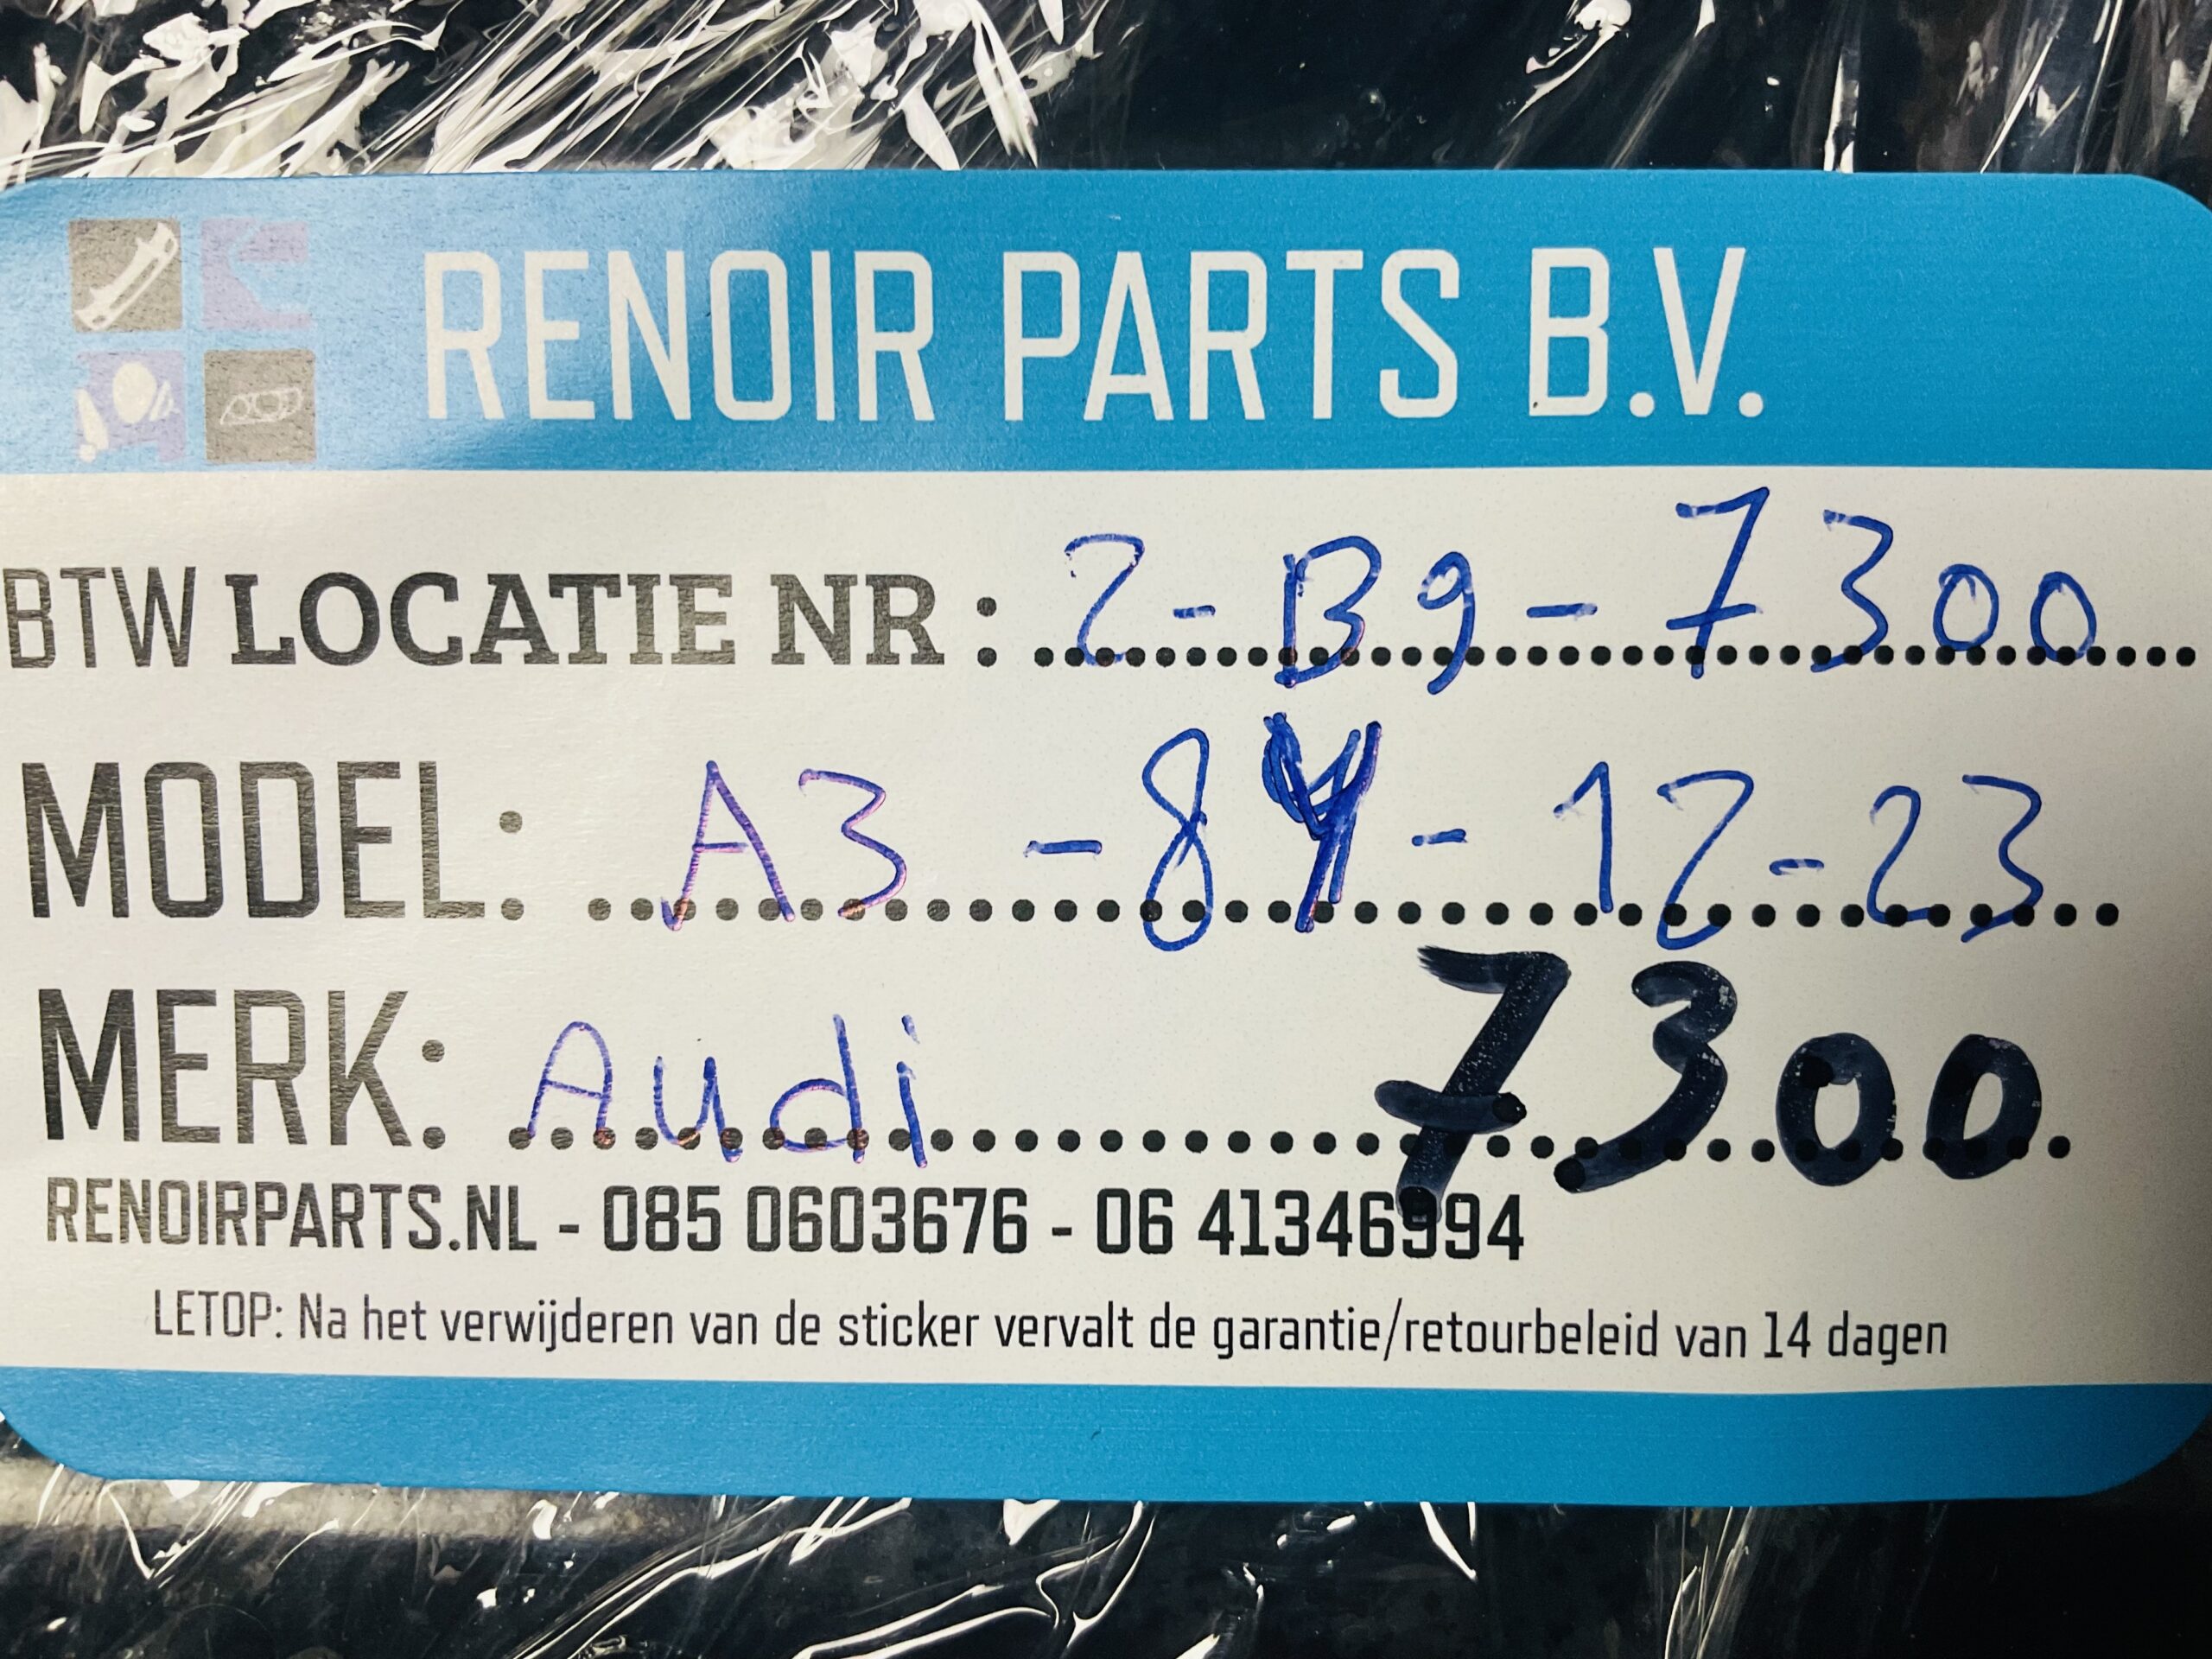 RENOIR PARTS B.V.
BTW LOCATIE NR : 2-B9-7300
MODEL: A3 -8Y- 12-23
MERK: Audi 7300
RENOIRPARTS.NL - 085 0603676 - 06 41346994
LETOP: Na het verwijderen van de sticker vervalt de garantie/retourbeleid van 14 dagen